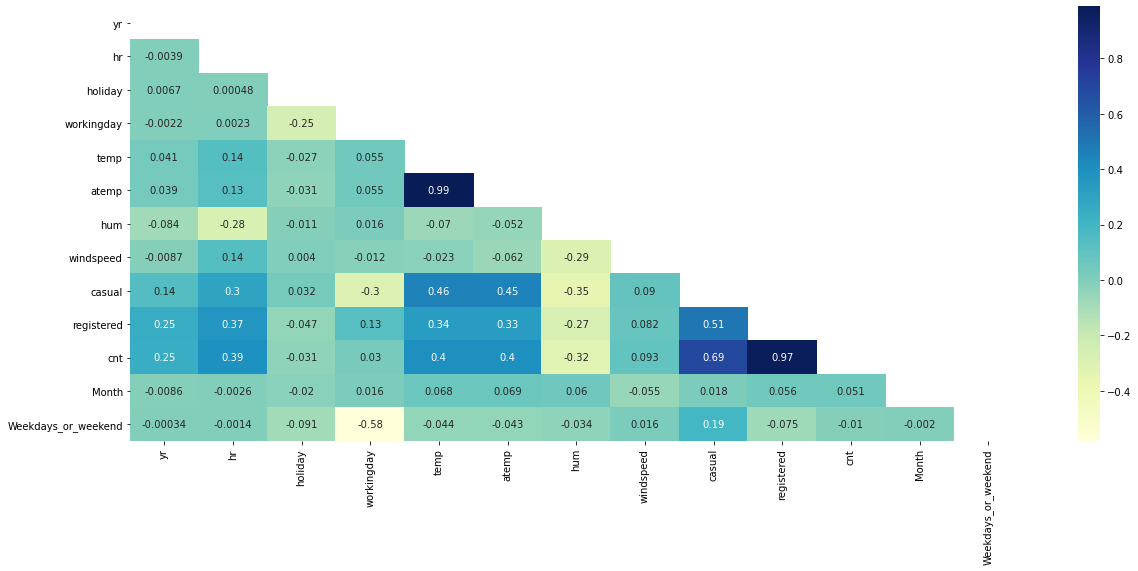 yr
hr -0.0039
holiday 0.0067 0.00048
workingday -0.0022 0.0023 -0.25
temp 0.041 0.14 -0.027 0.055
atemp 0.039 0.13 -0.031 0.055 0.99
hum -0.084 -0.28 -0.011 0.016 -0.07 -0.052
windspeed -0.0087 0.14 0.004 -0.012 -0.023 -0.062 -0.29
casual 0.14 0.3 0.032 -0.3 0.46 0.45 -0.35 0.09
registered 0.25 0.37 -0.047 0.13 0.34 0.33 -0.27 0.082 0.51
cnt 0.25 0.39 -0.031 0.03 0.4 0.4 -0.32 0.093 0.69 0.97
Month -0.0086 -0.0026 -0.02 0.016 0.068 0.069 0.06 -0.055 0.018 0.056 0.051
Weekdays_or_weekend -0.00034 -0.0014 -0.091 -0.58 -0.044 -0.043 -0.034 0.016 0.19 -0.075 -0.01 -0.002
yr
hr
holiday
workingday
temp
atemp
hum
windspeed
casual
registered
cnt
Month
Weekdays_or_weekend
0.8
0.6
0.4
0.2
0.0
−0.2
−0.4